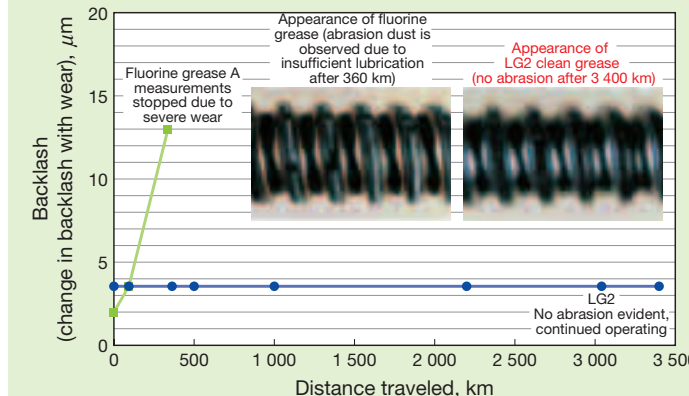 20
15
10
5
0
Backlash
(change in backlash with wear), µm
Fluorine grease A
measurements
stopped due to
severe wear
Appearance of fluorine
grease (abrasion dust is
observed due to
insufficient lubrication
after 360 km)
Appearance of
LG2 clean grease
(no abrasion after 3 400 km)
LG2
No abrasion evident,
continued operating
0 500 1 000 1 500 2 000 2 500 3 000 3 500
Distance traveled, km